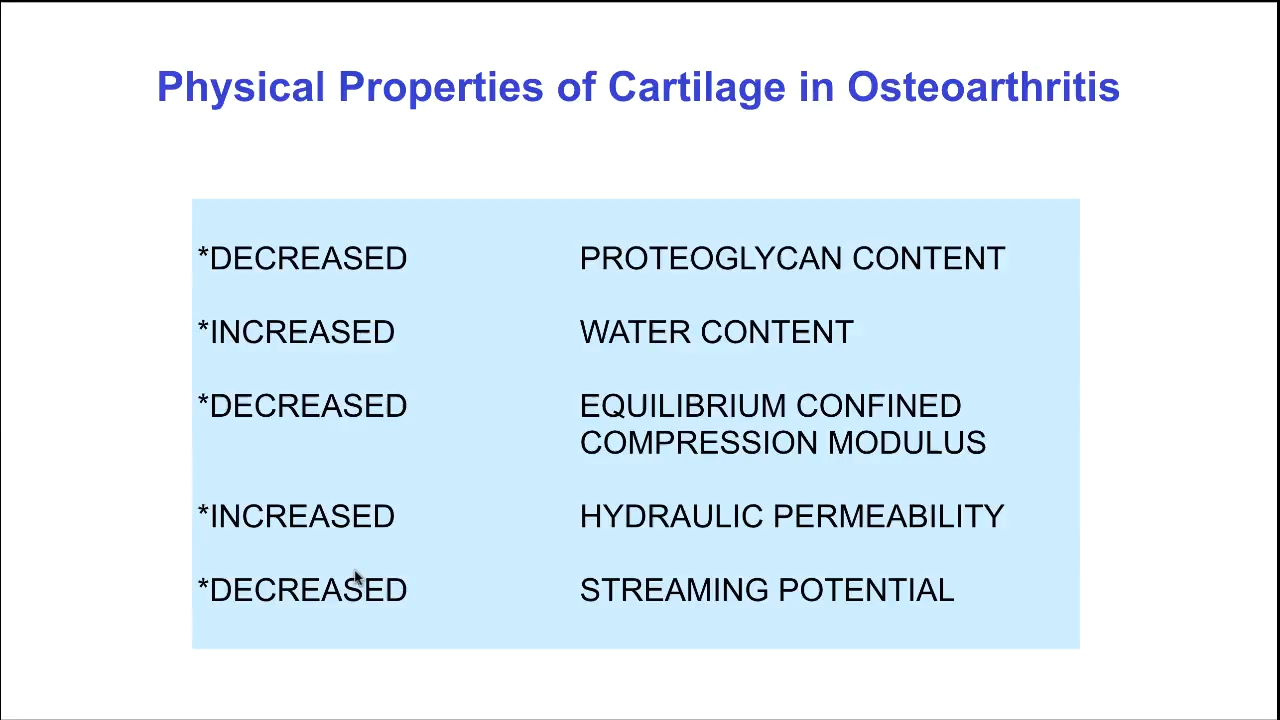 Physical Properties of Cartilage in Osteoarthritis
*DECREASED PROTEOGLYCAN CONTENT
*INCREASED WATER CONTENT
*DECREASED EQUILIBRIUM CONFINED
COMPRESSION MODULUS
*INCREASED HYDRAULIC PERMEABILITY
*DECREASED STREAMING POTENTIAL